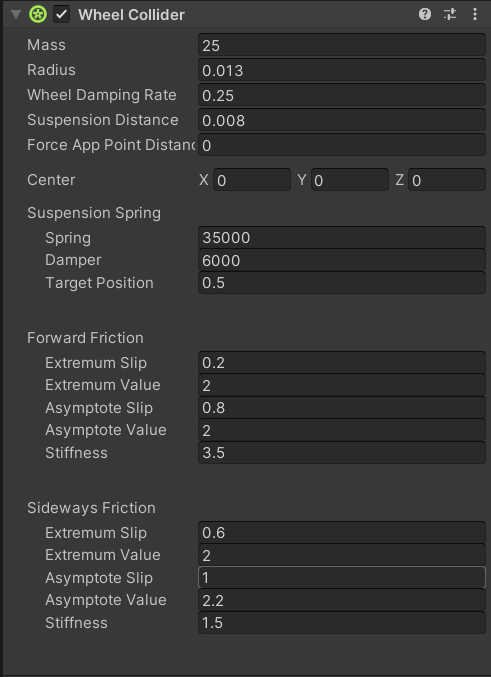 Wheel Collider
Mass 25
Radius 0.013
Wheel Damping Rate 0.25
Suspension Distance 0.008
Force App Point Distanc 0
Center X 0 Y 0 Z 0
Suspension Spring
Spring 35000
Damper 6000
Target Position 0.5
Forward Friction
Extremum Slip 0.2
Extremum Value 2
Asymptote Slip 0.8
Asymptote Value 2
Stiffness 3.5
Sideways Friction
Extremum Slip 0.6
Extremum Value 2
Asymptote Slip 1
Asymptote Value 2.2
Stiffness 1.5